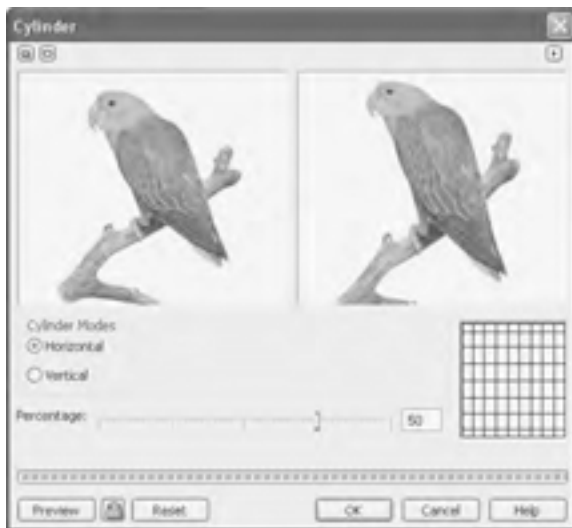 Cylinder
Cylinder Modes
Horizontal
Vertical
Percentage:
50
Preview
Reset
OK
Cancel
Help